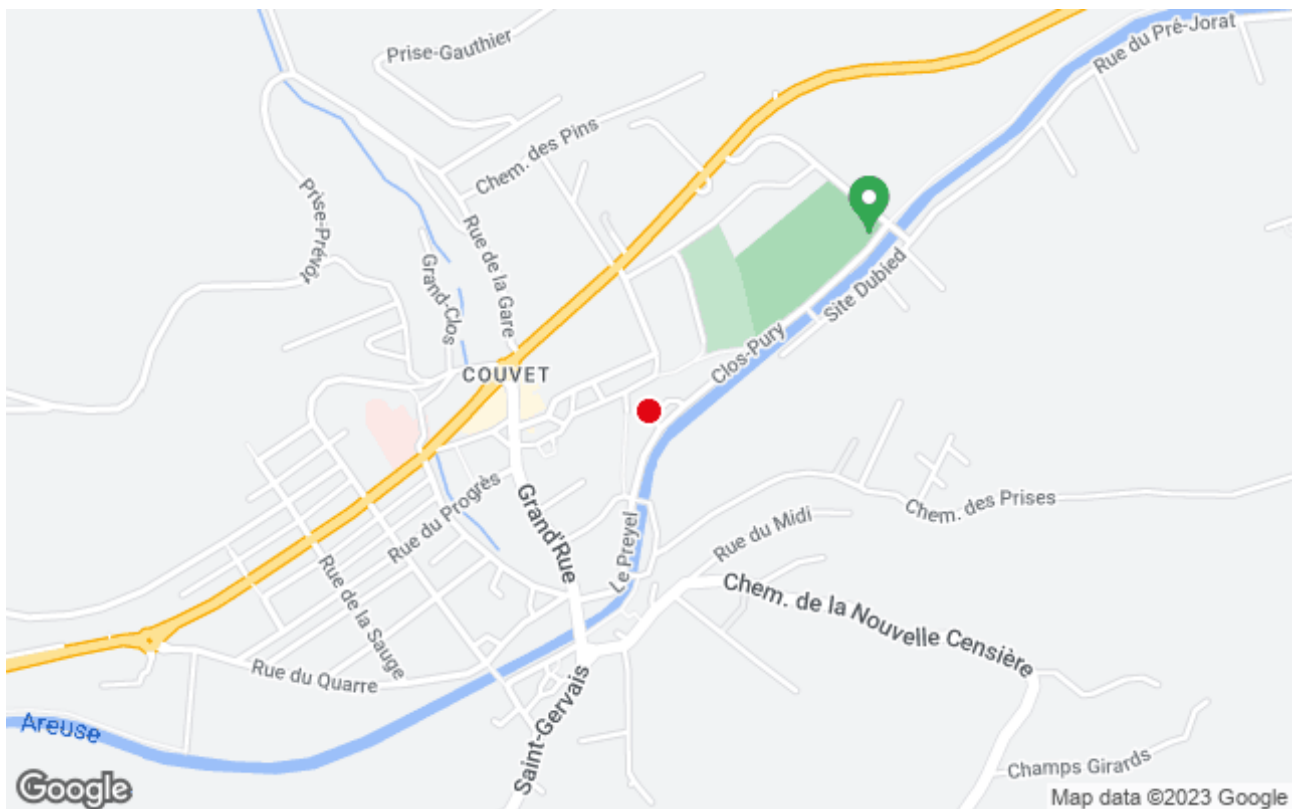 Prise-Gauthier
Rue du Pré-Jorat
Chem. des Pins
Prise-Prévôt
Rue de la Gare
Grand-Clos
Site Dubied
Clos-Pury
COUVET
Rue du Progrès
Grand'Rue
Le Preyel
Rue du Midi
Chem. des Prises
Rue de la Sauge
Chem. de la Nouvelle Censière
Rue du Quarre
Areuse
Saint-Gervais
Champs Girards
Google
Map data ©2023 Google